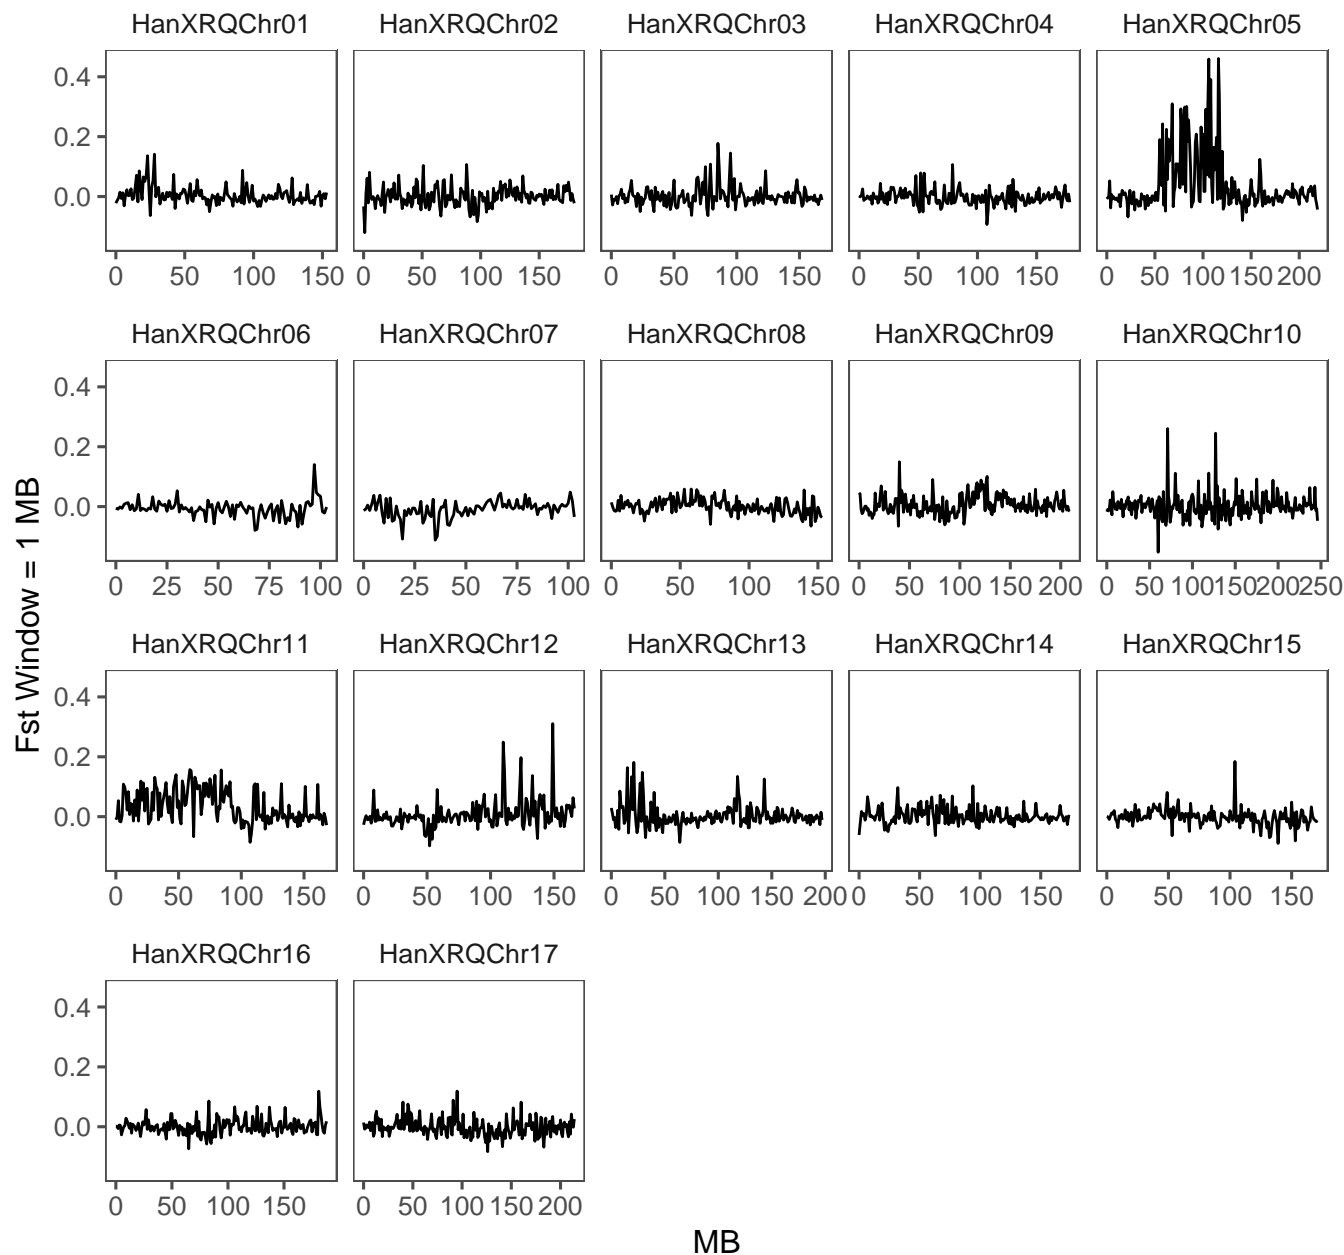 HanXRQChr01 HanXRQChr02 HanXRQChr03 HanXRQChr04 HanXRQChr05
0.4
0.2
0.0
0 50 100 150 0 50 100 150 0 50 100 150 0 50 100 150 0 50 100 150 200
HanXRQChr06 HanXRQChr07 HanXRQChr08 HanXRQChr09 HanXRQChr10
0.4
0.2
0.0
0 25 50 75 100 0 25 50 75 100 0 50 100 150 0 50 100 150 200 0 50 100 150 200 250
Fst Window = 1 MB
HanXRQChr11 HanXRQChr12 HanXRQChr13 HanXRQChr14 HanXRQChr15
0.4
0.2
0.0
0 50 100 150 0 50 100 150 0 50 100 150 200 0 50 100 150 0 50 100 150
HanXRQChr16 HanXRQChr17
0.4
0.2
0.0
0 50 100 150 0 50 100 150 200
MB